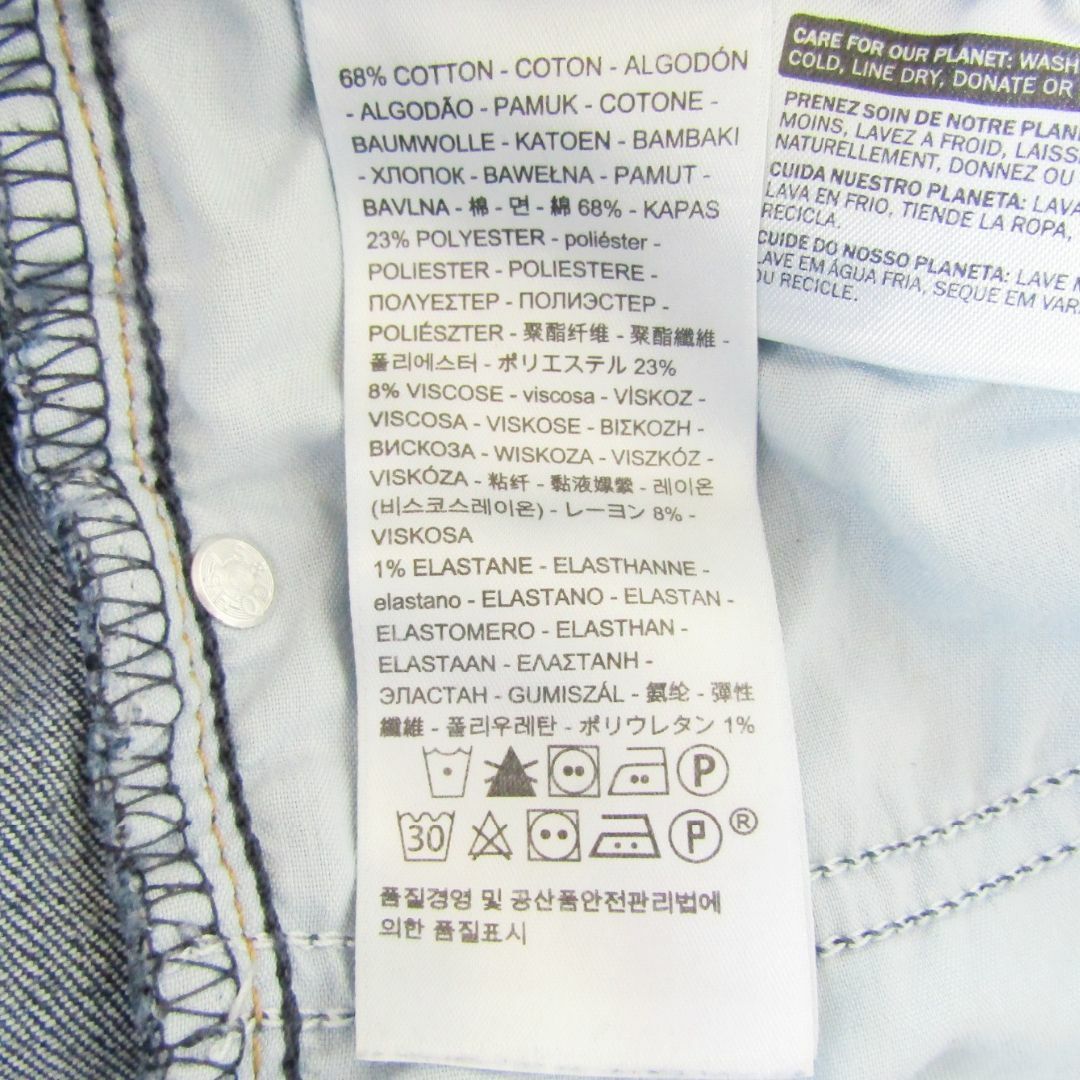 68% COTTON - COTON - ALGODÓN
- ALGODÃO - PAMUK - COTONE -
BAUMWOLLE - KATOEN - BAMBAKI
- ХЛОПОК - BAWEŁNA - PAMUT -
BAVLNA - 棉 - 면 - 綿 68% - KAPAS
23% POLYESTER - poliéster -
POLIESTER - POLIESTERE -
ΠΟΛΥΕΣΤΕΡ - ПОЛИЭСТЕР -
POLIÉSZTER - 聚酯纤维 - 聚酯纖維 -
폴리에스터 - ポリエステル 23%
8% VISCOSE - viscosa - VİSKOZ -
VISCOSA - VISKOSE - ΒΙΣΚΟΖΗ -
ВИСКОЗА - WISKOZA - VISZKÓZ -
VISKÓZA - 粘纤 - 黏液嫘縈 - 레이온
(비스코스레이온) - レーヨン 8% -
VISKOSA
1% ELASTANE - ELASTHANNE -
elastano - ELASTANO - ELASTAN -
ELASTOMERO - ELASTHAN -
ELASTAAN - ΕΛΑΣΤΑΝΗ -
ЭЛАСТАН - GUMISZÁL - 氨纶 - 彈性
纖維 - 폴리우레탄 - ポリウレタン 1%
P
30 P ®
품질경영 및 공산품안전관리법에
의한 품질표시
CARE FOR OUR PLANET: WASH
COLD, LINE DRY, DONATE OR
PRENEZ SOIN DE NOTRE PLAN
MOINS, LAVEZ A FROID, LAISS
NATURELLEMENT, DONNEZ OU
CUIDA NUESTRO PLANETA: LAVA
LAVA EN FRIO, TIENDE LA ROPA,
RECICLA.
CUIDE DO NOSSO PLANETA: LAVE
LAVE EM ÁGUA FRIA, SEQUE EM VAR
OU RECICLE.